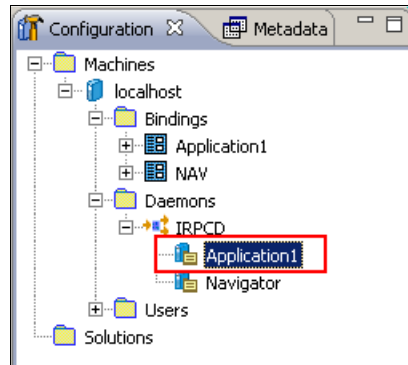 Configuration Metadata
Machines
localhost
Bindings
Application1
NAV
Daemons
IRPCD
Application1
Navigator
Users
Solutions